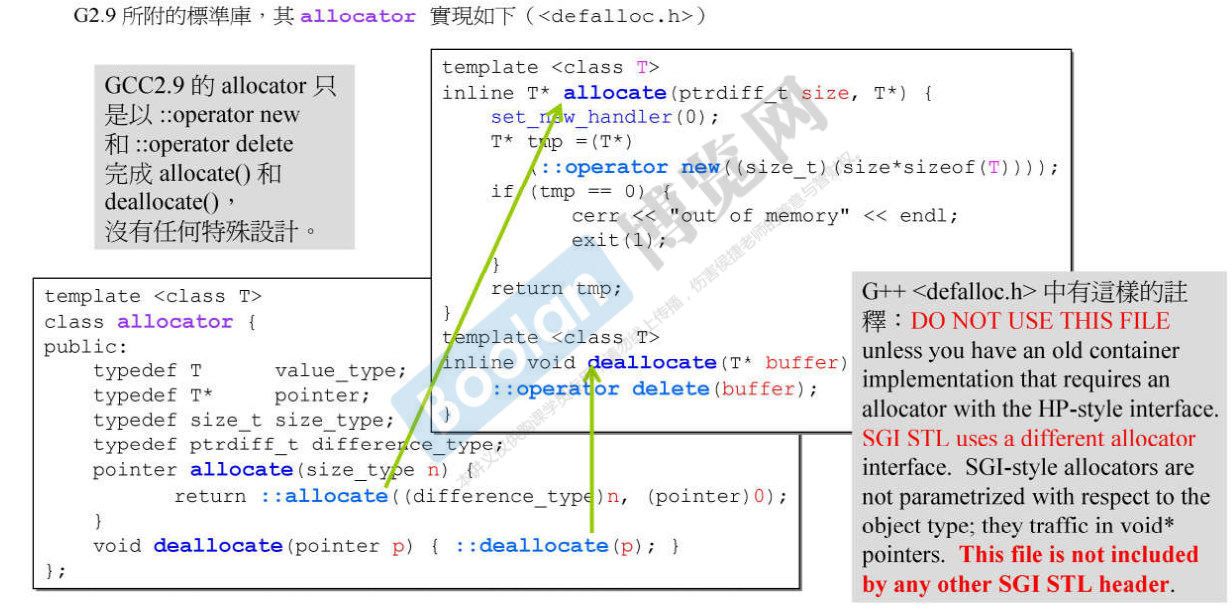 G2.9 所附的標準庫，其 allocator 實現如下（<defalloc.h>）
GCC2.9 的 allocator 只
是以 ::operator new
和 ::operator delete
完成 allocate() 和
deallocate()，
沒有任何特殊設計。
template <class T>
inline T* allocate(ptrdiff_t size, T*) {
set_new_handler(0);
T* tmp =(T*)
(::operator new((size_t)(size*sizeof(T))));
if (tmp == 0) {
cerr << "out of memory" << endl;
exit(1);
}
return tmp;
}
template <class T>
inline void deallocate(T* buffer)
::operator delete(buffer);
}
template <class T>
class allocator {
public:
typedef T value_type;
typedef T* pointer;
typedef size_t size_type;
typedef ptrdiff_t difference_type;
pointer allocate(size_type n) {
return ::allocate((difference_type)n, (pointer)0);
}
void deallocate(pointer p) { ::deallocate(p); }
};
G++ <defalloc.h> 中有這樣的註
釋：DO NOT USE THIS FILE
unless you have an old container
implementation that requires an
allocator with the HP-style interface.
SGI STL uses a different allocator
interface. SGI-style allocators are
not parametrized with respect to the
object type; they traffic in void*
pointers. This file is not included
by any other SGI STL header.
Boolan 博览网